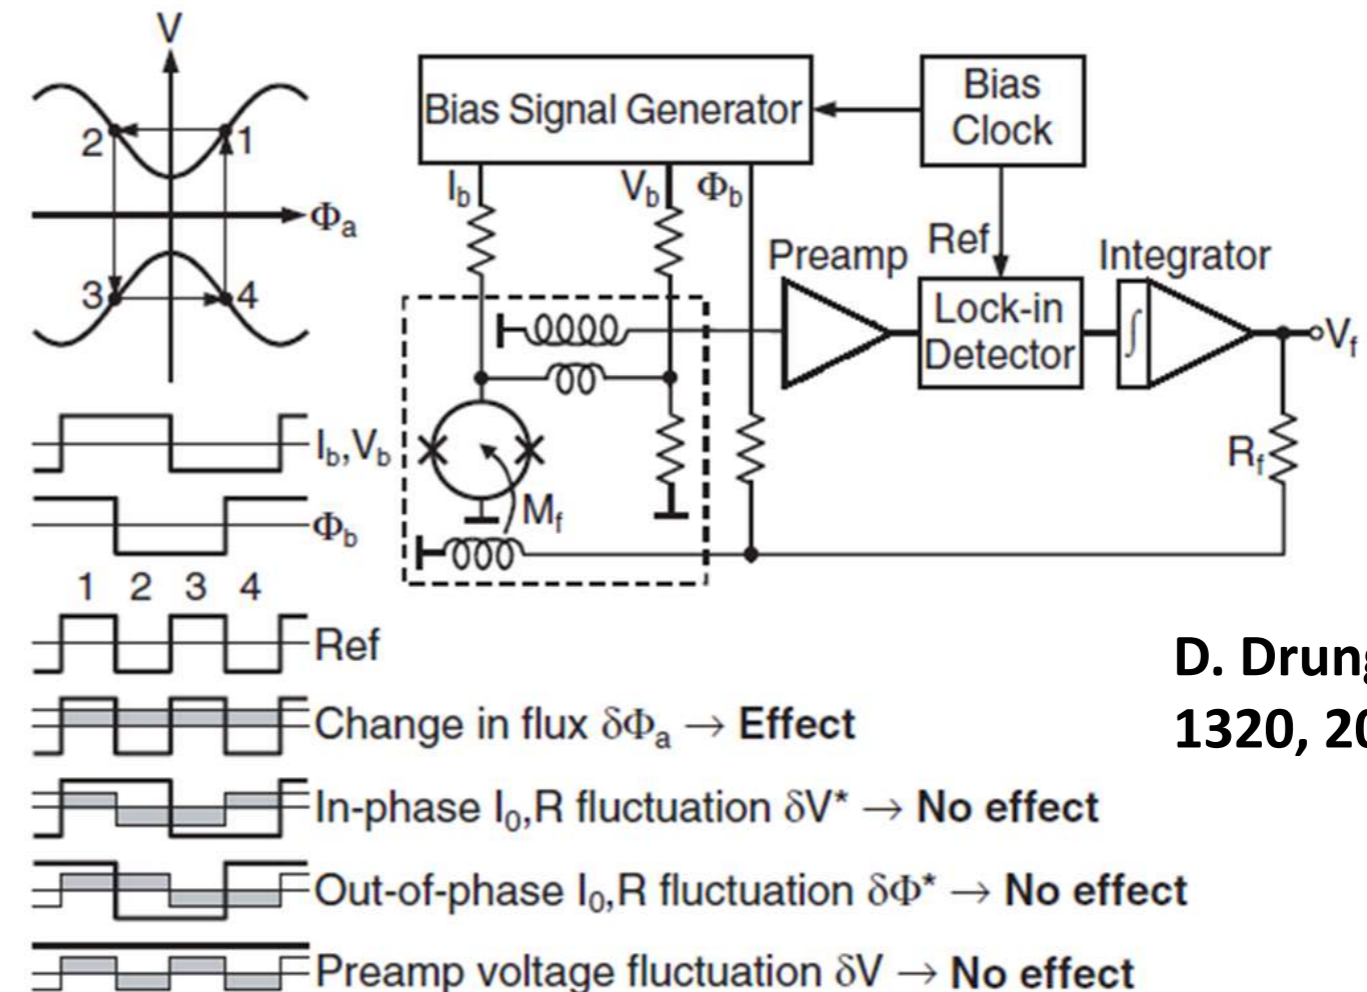 V
2
1
Φa
3
4
Ib,Vb
Φb
1 2 3 4
Ref
Change in flux δΦa → Effect
In-phase I0,R fluctuation δV* → No effect
Out-of-phase I0,R fluctuation δΦ* → No effect
Preamp voltage fluctuation δV → No effect
Bias Signal Generator
Bias
Clock
Ib
Vb
Φb
Preamp
Ref
Integrator
Lock-in
Detector
∫
Vf
Rf
Mf
D. Drung
1320, 20